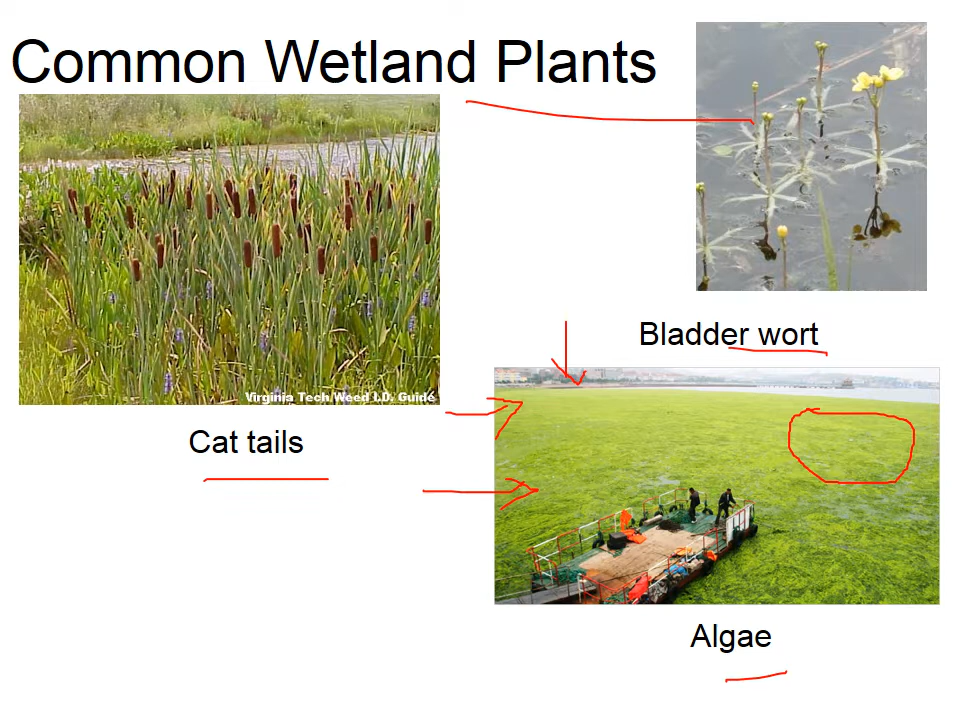 Common Wetland Plants
Virginia Tech Weed I.D. Guide
Bladder wort
Cat tails
Algae